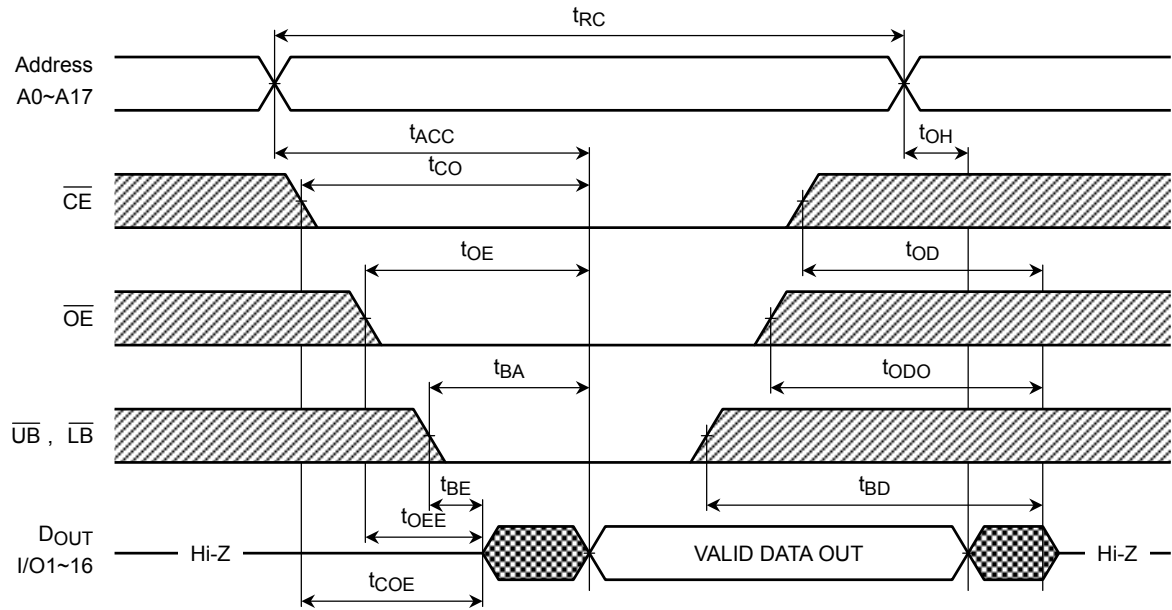 tRC
Address
A0~A17
tACC
tOH
tCO
CE
tOE
tOD
OE
tBA
tODO
UB , LB
tBE
tBD
tOEE
DOUT
I/O1~16
Hi-Z
VALID DATA OUT
Hi-Z
tCOE